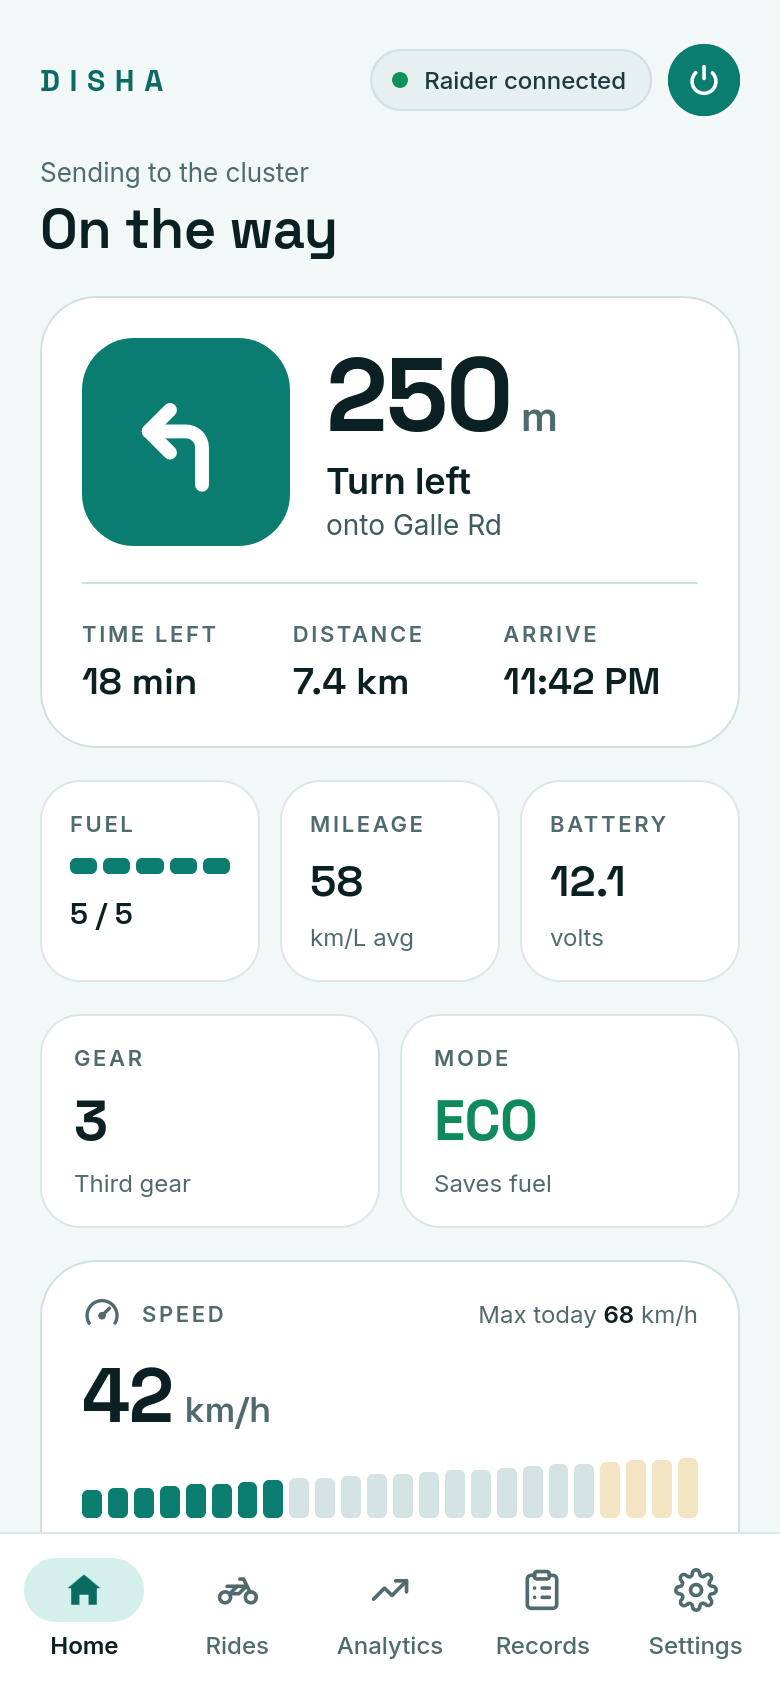 DISHA
Raider connected
Sending to the cluster
On the way
250 m
Turn left
onto Galle Rd
TIME LEFT DISTANCE ARRIVE
18 min 7.4 km 11:42 PM
FUEL MILEAGE BATTERY
5 / 5 58 12.1
km/L avg volts
GEAR MODE
3 ECO
Third gear Saves fuel
SPEED Max today 68 km/h
42 km/h
Home Rides Analytics Records Settings